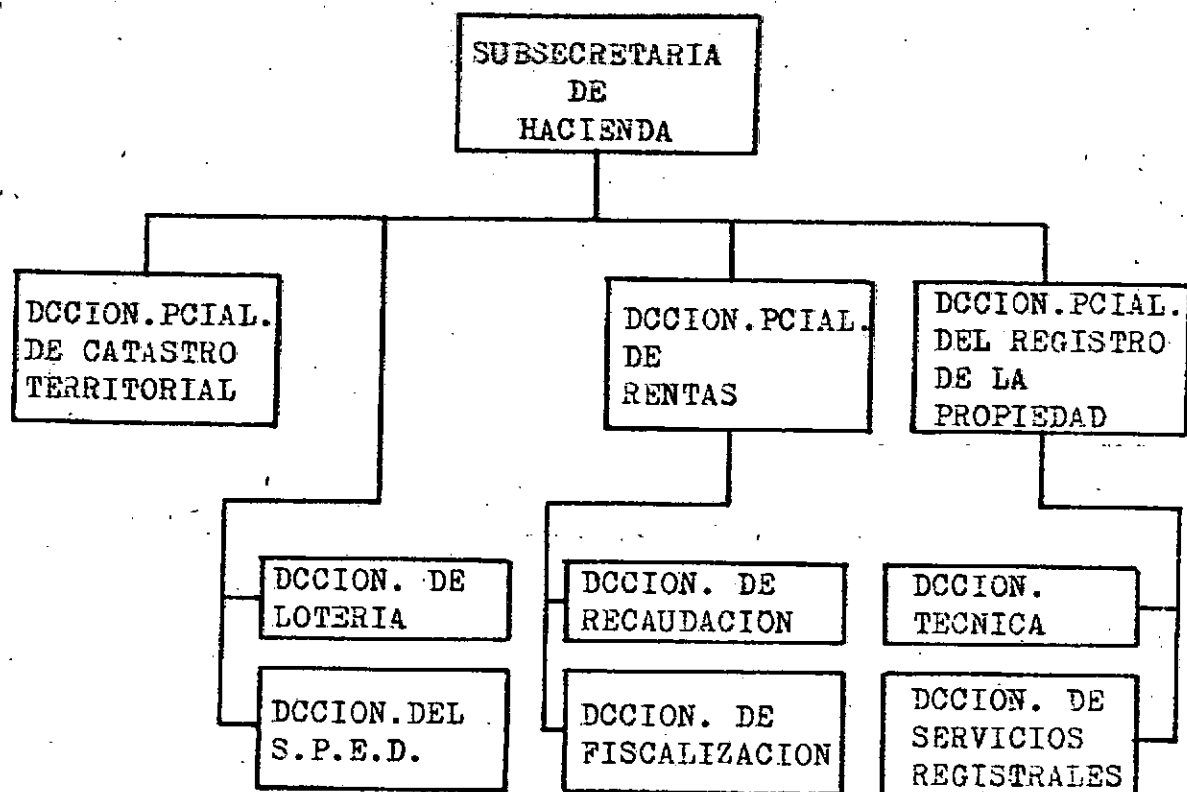 SUBSECRETARIA
DE
HACIENDA
DCCION.PCIAL.
DE CATASTRO
TERRITORIAL
DCCION.PCIAL.
DE
RENTAS
DCCION.PCIAL.
DEL REGISTRO
DE LA
PROPIEDAD
DCCION. DE
LOTERIA
DCCION. DE
RECAUDACION
DCCION.
TECNICA
DCCION.DEL
S.P.E.D.
DCCION. DE
FISCALIZACION
DCCION. DE
SERVICIOS
REGISTRALES